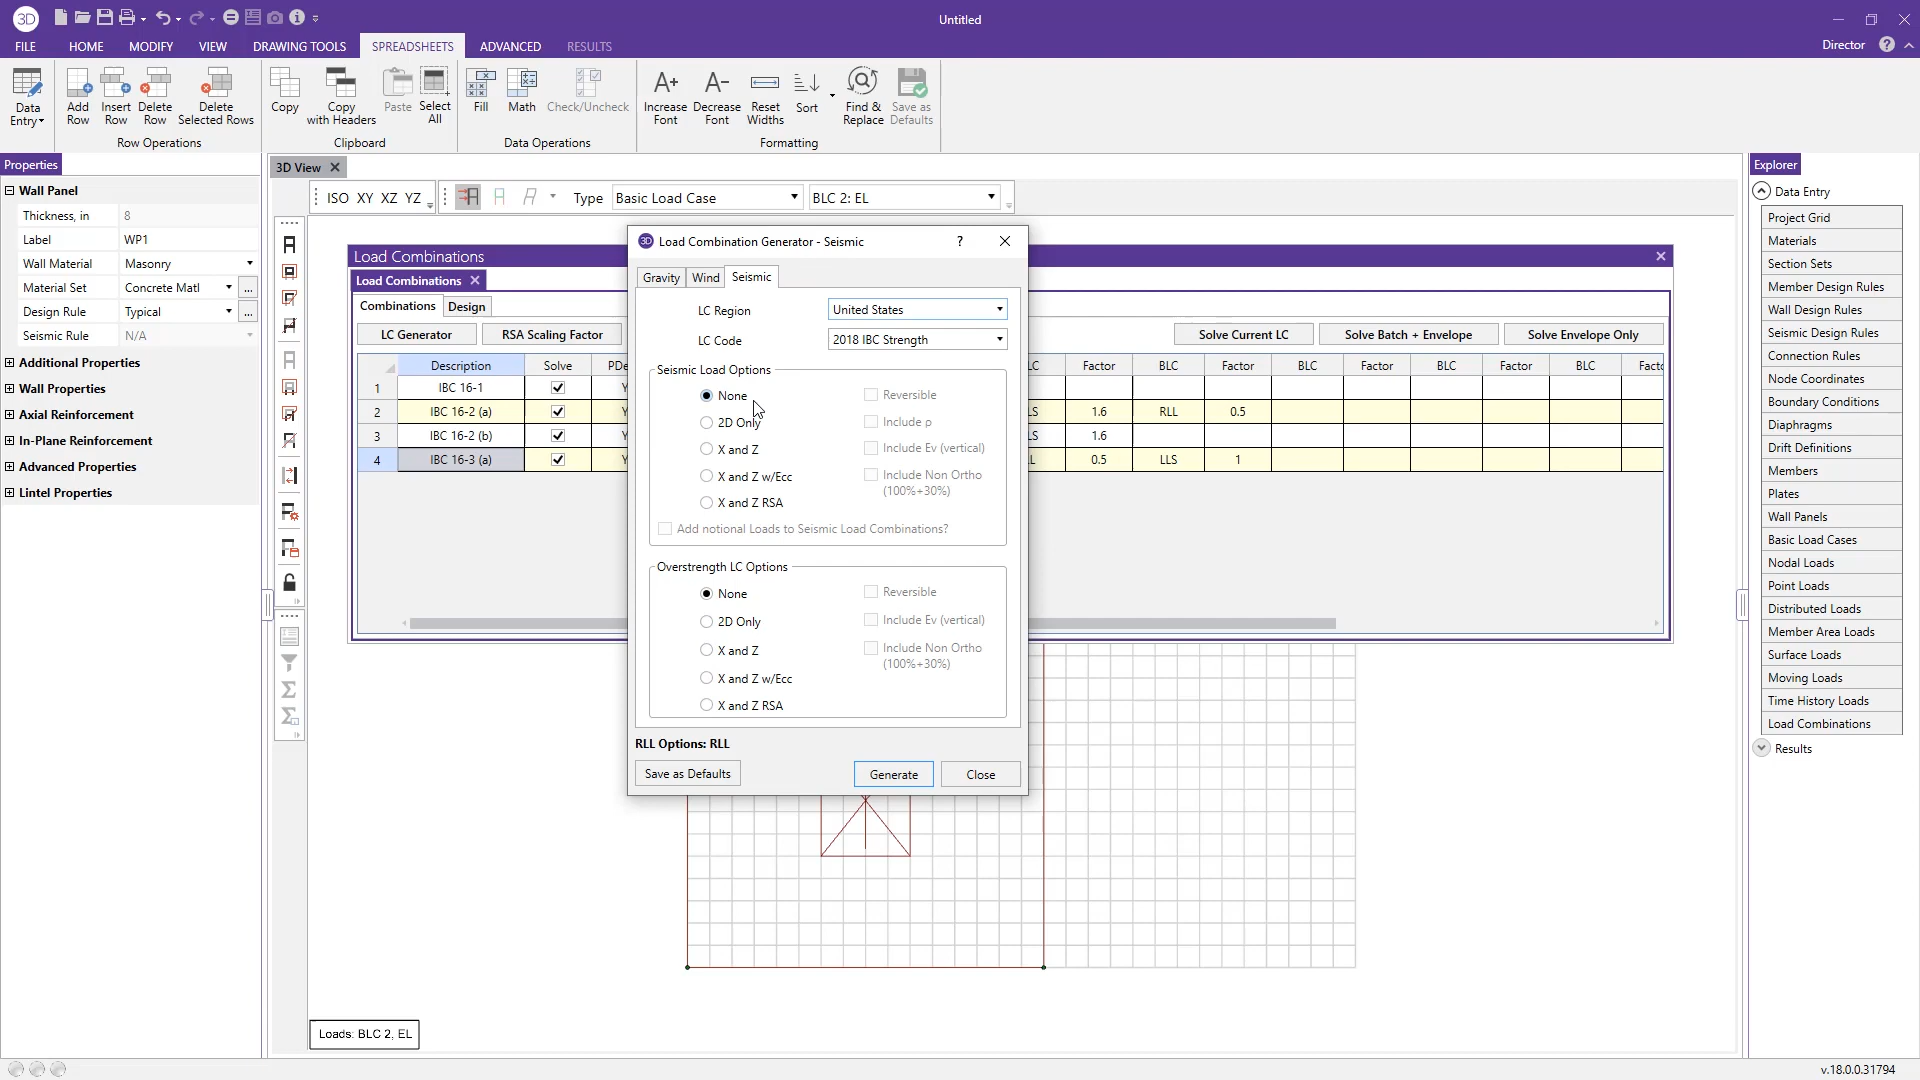 3D
Untitled
FILE
HOME
MODIFY
VIEW
DRAWING TOOLS
SPREADSHEETS
ADVANCED
RESULTS
Director
Data Entry
Add Row
Insert Row
Delete Row
Delete Selected Rows
Copy
Copy with Headers
Paste
Select All
Fill
Math
Check/Uncheck
Increase Font
Decrease Font
Reset Widths
Sort
Find & Replace
Save as Defaults
Row Operations
Clipboard
Data Operations
Formatting
Properties
Wall Panel
Thickness, in 8
Label WP1
Wall Material Masonry
Material Set Concrete Matl ...
Design Rule Typical ...
Seismic Rule N/A
Additional Properties
Wall Properties
Axial Reinforcement
In-Plane Reinforcement
Advanced Properties
Lintel Properties
3D View
ISO XY XZ YZ
Type Basic Load Case BLC 2: EL
Load Combinations
Load Combinations
Combinations Design
LC Generator RSA Scaling Factor Solve Current LC Solve Batch + Envelope Solve Envelope Only
Description Solve PDe LC Factor BLC Factor BLC Factor BLC Factor BLC Facto
1 IBC 16-1 Y
2 IBC 16-2 (a) Y LS 1.6 RLL 0.5
3 IBC 16-2 (b) Y LS 1.6
4 IBC 16-3 (a) Y L 0.5 LLS 1
3D Load Combination Generator - Seismic ?
Gravity Wind Seismic
LC Region United States
LC Code 2018 IBC Strength
Seismic Load Options
None Reversible
2D Only Include ρ
X and Z Include Ev (vertical)
X and Z w/Ecc Include Non Ortho (100%+30%)
X and Z RSA
Add notional Loads to Seismic Load Combinations?
Overstrength LC Options
None Reversible
2D Only Include Ev (vertical)
X and Z Include Non Ortho (100%+30%)
X and Z w/Ecc
X and Z RSA
RLL Options: RLL
Save as Defaults Generate Close
Loads: BLC 2, EL
Explorer
Data Entry
Project Grid
Materials
Section Sets
Member Design Rules
Wall Design Rules
Seismic Design Rules
Connection Rules
Node Coordinates
Boundary Conditions
Diaphragms
Drift Definitions
Members
Plates
Wall Panels
Basic Load Cases
Nodal Loads
Point Loads
Distributed Loads
Member Area Loads
Surface Loads
Moving Loads
Time History Loads
Load Combinations
Results
v.18.0.0.31794